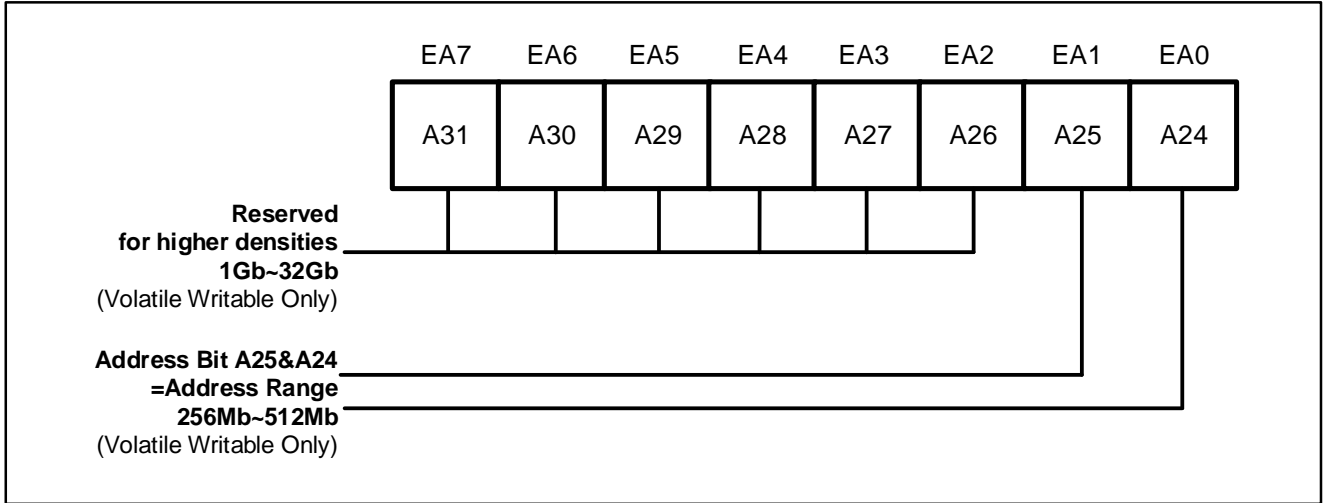 EA7 EA6 EA5 EA4 EA3 EA2 EA1 EA0
A31 A30 A29 A28 A27 A26 A25 A24
Reserved
for higher densities
1Gb~32Gb
(Volatile Writable Only)
Address Bit A25&A24
=Address Range
256Mb~512Mb
(Volatile Writable Only)